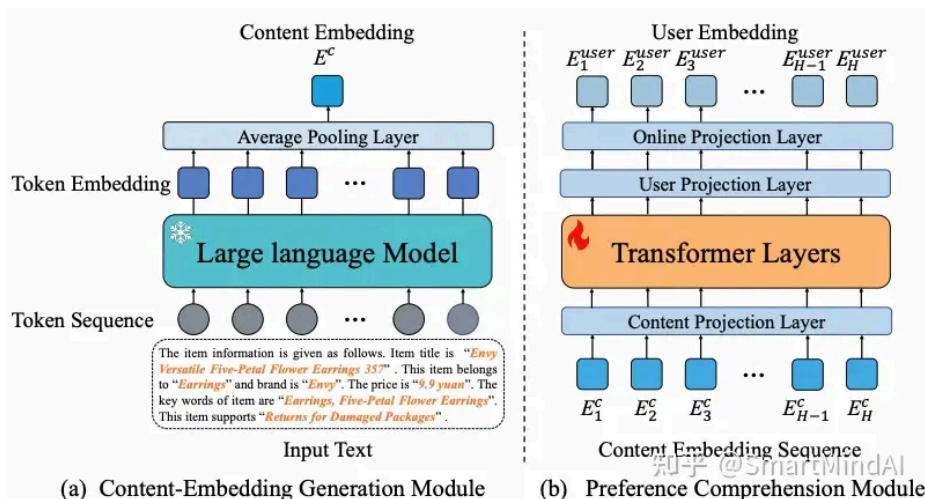 Content Embedding
E^c
Average Pooling Layer
Token Embedding
...
Large language Model
Token Sequence
...
The item information is given as follows. Item title is “Envy
Versatile Five-Petal Flower Earrings 357” . This item belongs
to “Earrings” and brand is “Envy”. The price is “9.9 yuan”. The
key words of item are “Earrings, Five-Petal Flower Earrings”.
This item supports “Returns for Damaged Packages” .
Input Text
(a) Content-Embedding Generation Module
User Embedding
E_1^{user} E_2^{user} E_3^{user} E_{H-1}^{user} E_H^{user}
...
Online Projection Layer
User Projection Layer
Transformer Layers
Content Projection Layer
...
E_1^c E_2^c E_3^c E_{H-1}^c E_H^c
Content Embedding Sequence
知乎 @SmartMindAI
(b) Preference Comprehension Module